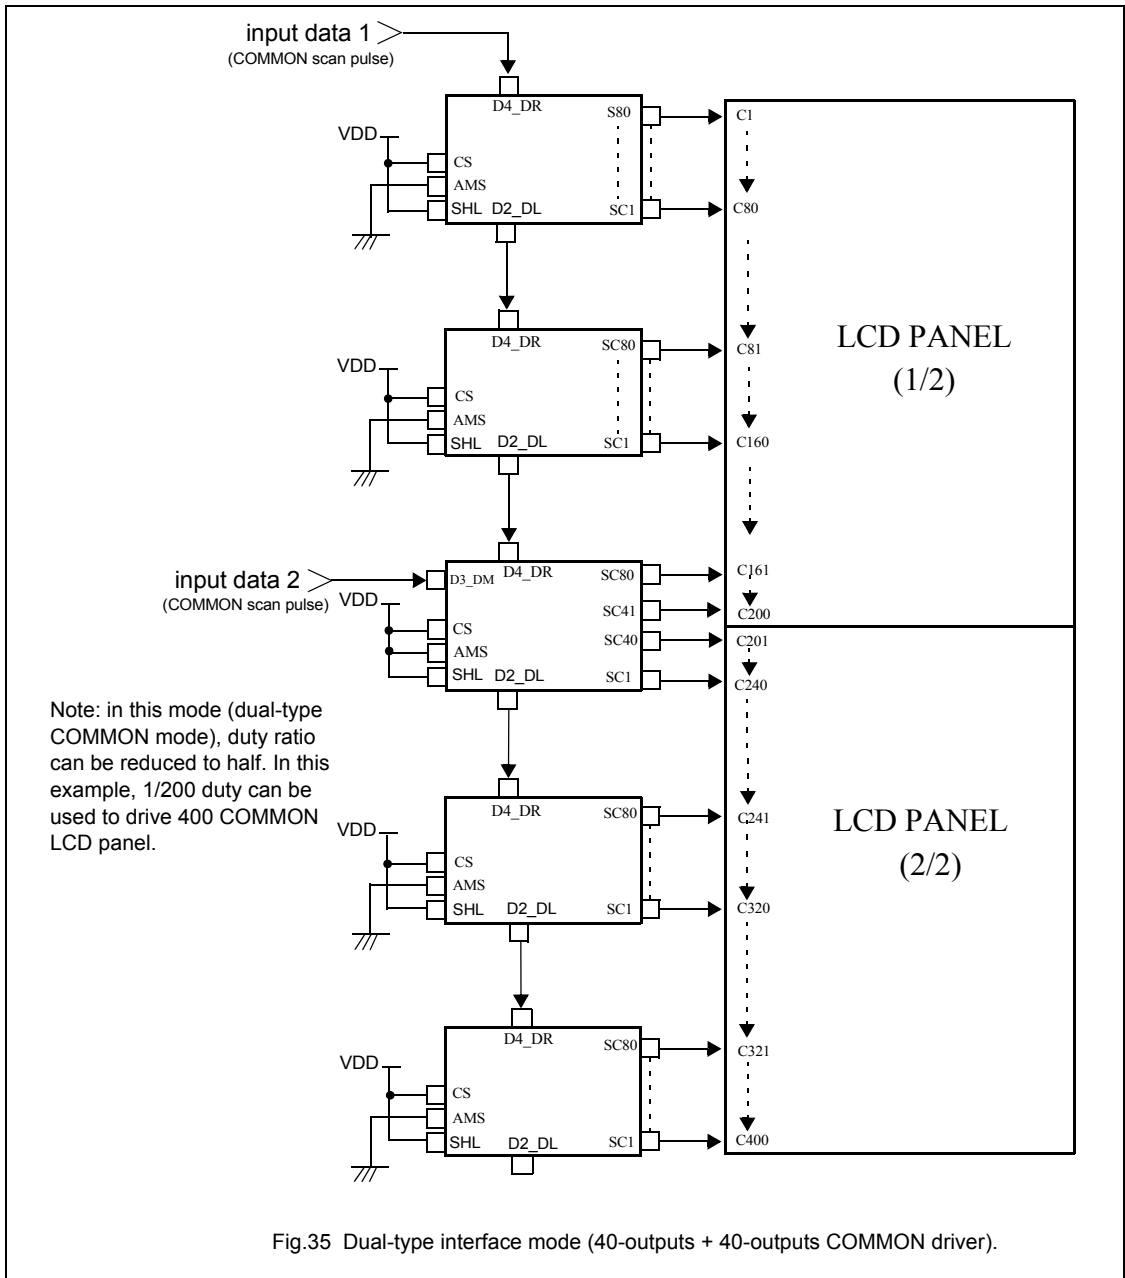 input data 1
(COMMON scan pulse)
D4_DR
S80
C1
VDD
CS
AMS
SHL D2_DL
SC1
C80
D4_DR
SC80
C81
LCD PANEL
(1/2)
VDD
CS
AMS
SHL D2_DL
SC1
C160
input data 2
(COMMON scan pulse)
D3_DM
D4_DR
SC80
C161
VDD
SC41
C200
CS
SC40
C201
AMS
SHL D2_DL
SC1
C240
Note: in this mode (dual-type
COMMON mode), duty ratio
can be reduced to half. In this
example, 1/200 duty can be
used to drive 400 COMMON
LCD panel.
D4_DR
SC80
C241
LCD PANEL
(2/2)
VDD
CS
AMS
SHL D2_DL
SC1
C320
D4_DR
SC80
C321
VDD
CS
AMS
SHL D2_DL
SC1
C400
Fig.35 Dual-type interface mode (40-outputs + 40-outputs COMMON driver).